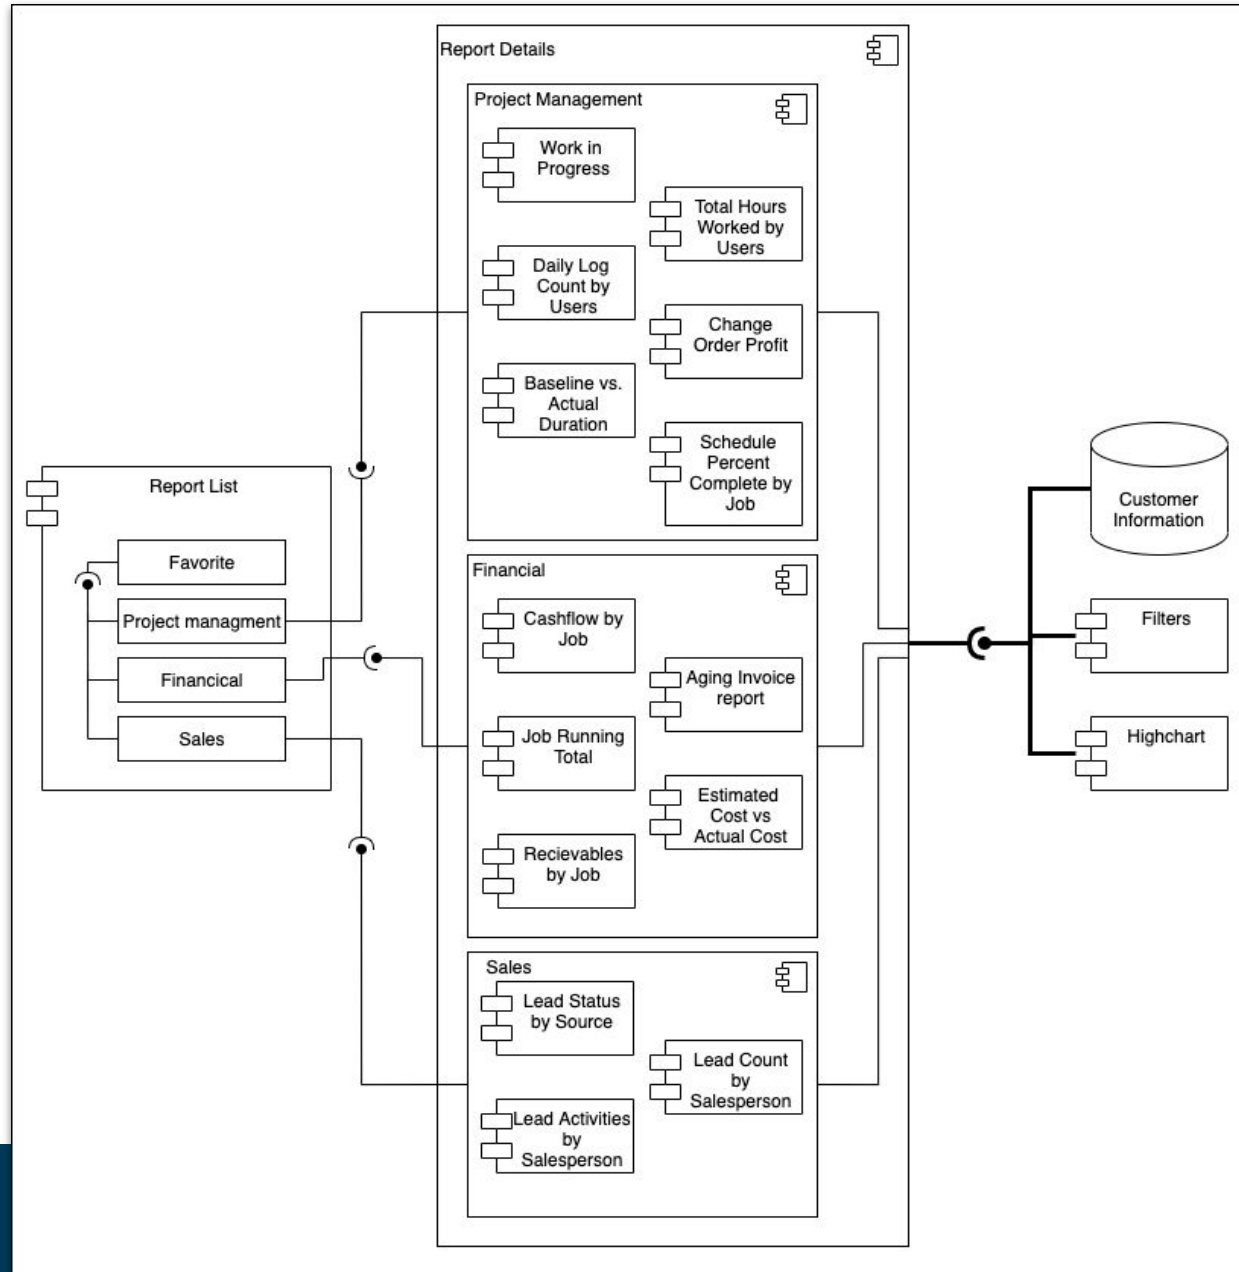 Report Details
Project Management
Work in
Progress
Total Hours
Worked by
Users
Daily Log
Count by
Users
Change
Order Profit
Baseline vs.
Actual
Duration
Schedule
Percent
Complete by
Job
Report List
Favorite
Project managment
Financical
Sales
Financial
Cashflow by
Job
Aging Invoice
report
Job Running
Total
Estimated
Cost vs
Actual Cost
Recievables
by Job
Sales
Lead Status
by Source
Lead Count
by
Salesperson
Lead Activities
by
Salesperson
Customer
Information
Filters
Highchart